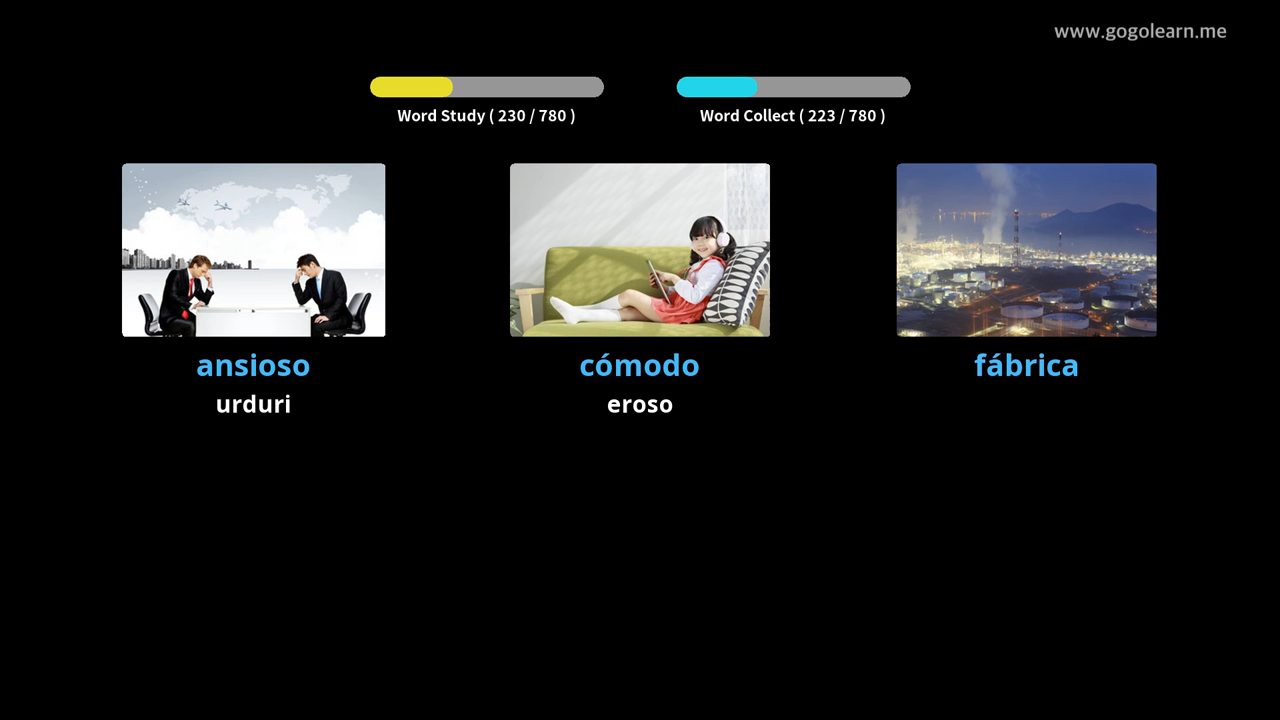 www.gogolearn.me
Word Study ( 230 / 780 )
Word Collect ( 223 / 780 )
ansioso
urduri
cómodo
eroso
fábrica